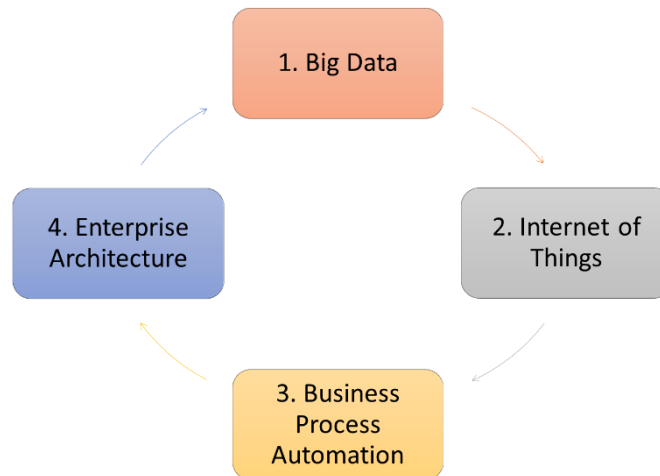 1. Big Data
2. Internet of
Things
3. Business
Process
Automation
4. Enterprise
Architecture